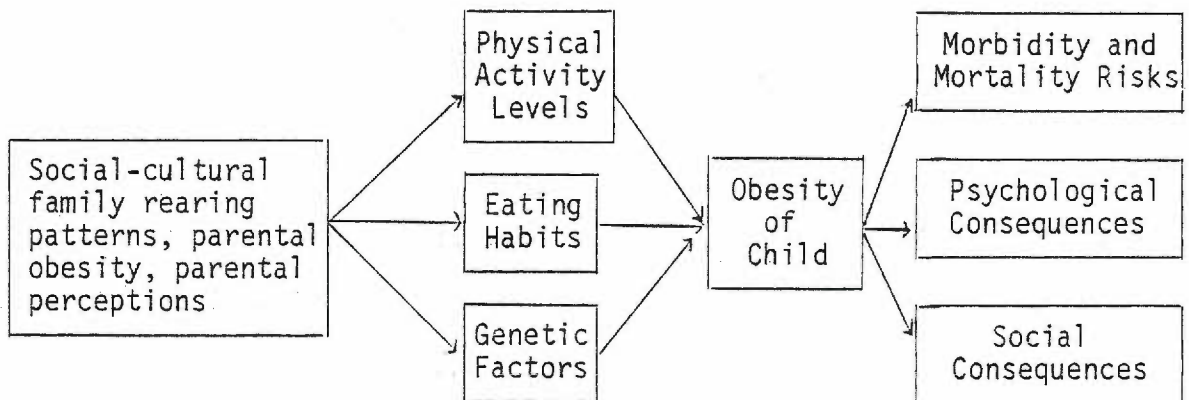 Social-cultural
family rearing
patterns, parental
obesity, parental
perceptions
Physical
Activity
Levels
Eating
Habits
Genetic
Factors
Obesity
of
Child
Morbidity and
Mortality Risks
Psychological
Consequences
Social
Consequences